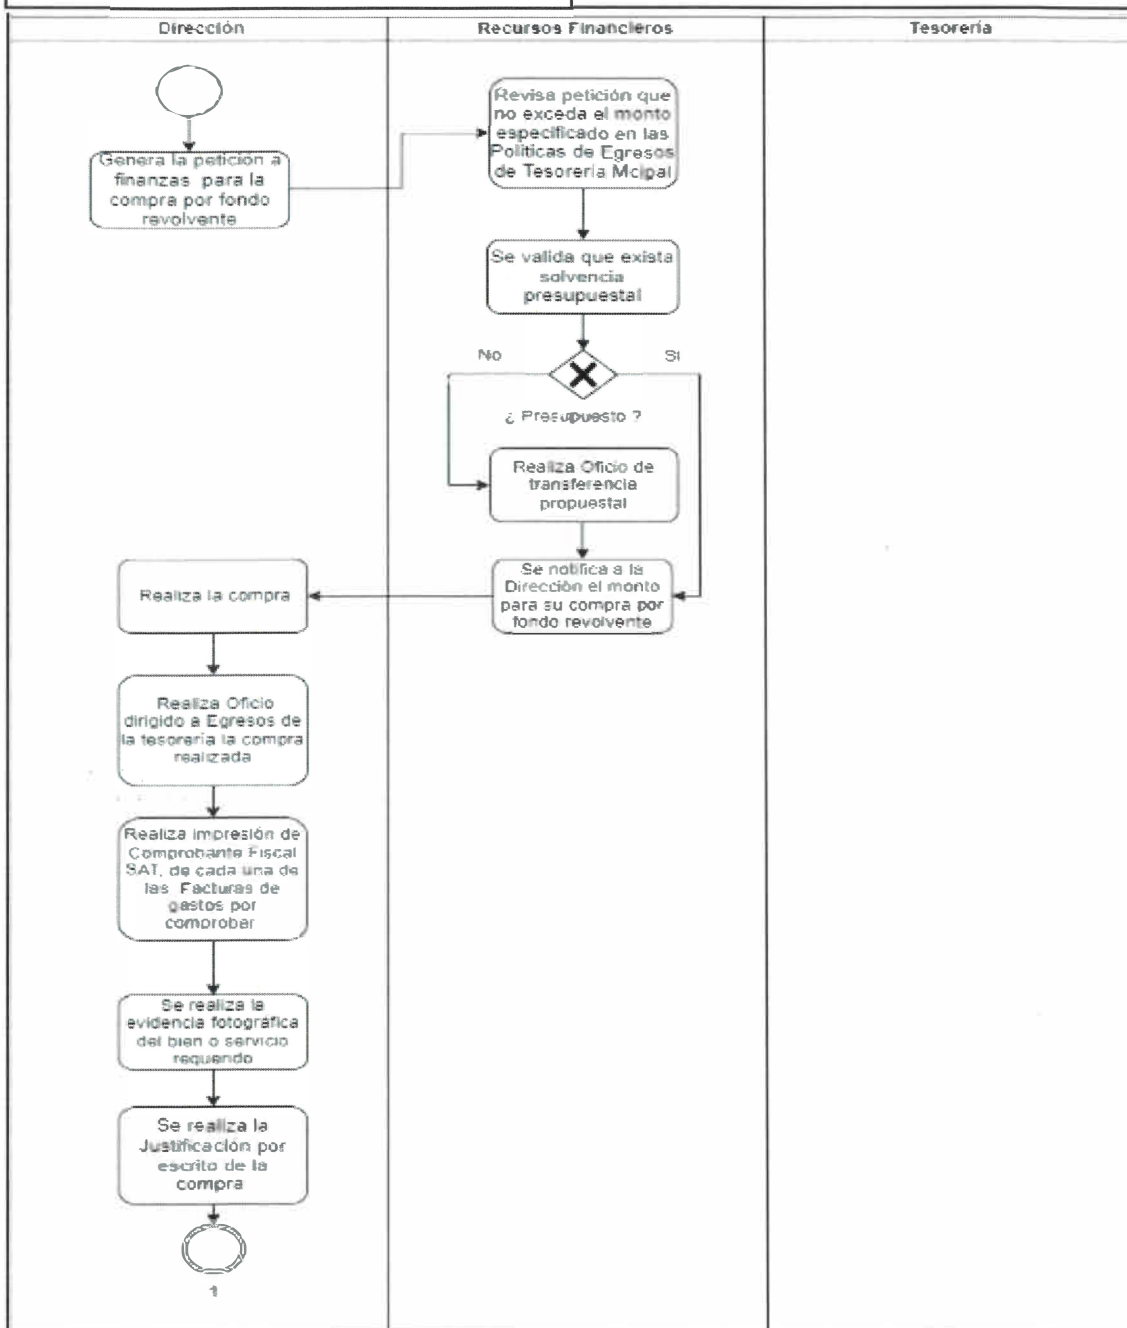 Dirección
Recursos Financieros
Tesorería
Genera la petición a
finanzas para la
compra por fondo
revolvente
Revisa petición que
no exceda el monto
especificado en las
Políticas de Egresos
de Tesorería Mcipal
Se valida que exista
solvencia
presupuestal
No
Si
¿ Presupuesto ?
Realiza Oficio de
transferencia
propuestal
Se notifica a la
Dirección el monto
para su compra por
fondo revolvente
Realiza la compra
Realiza Oficio
dirigido a Egresos de
la tesorería la compra
realizada
Realiza impresión de
Comprobante Fiscal
SAT, de cada una de
las Facturas de
gastos por
comprobar
Se realiza la
evidencia fotográfica
del bien o servicio
requerido
Se realiza la
Justificación por
escrito de la
compra
1